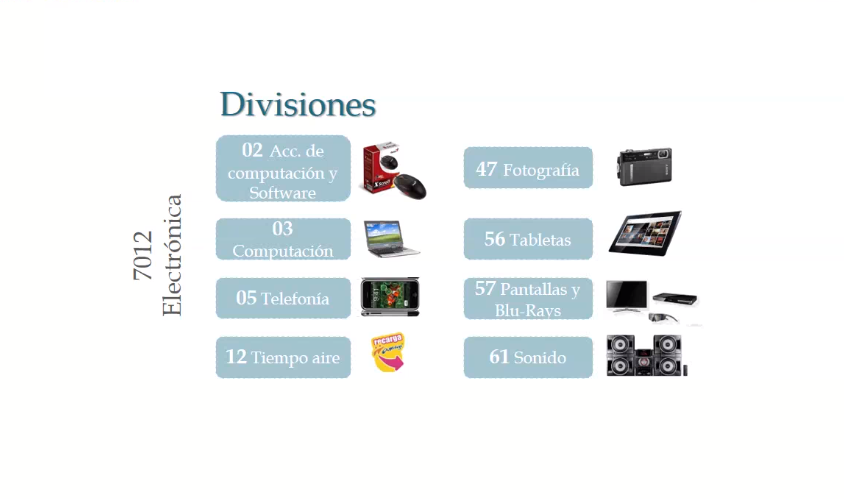 Divisiones
7012
Electrónica
02 Acc. de
computación y
Software
03
Computación
05 Telefonía
12 Tiempo aire
47 Fotografía
56 Tabletas
57 Pantallas y
Blu-Rays
61 Sonido
recarga